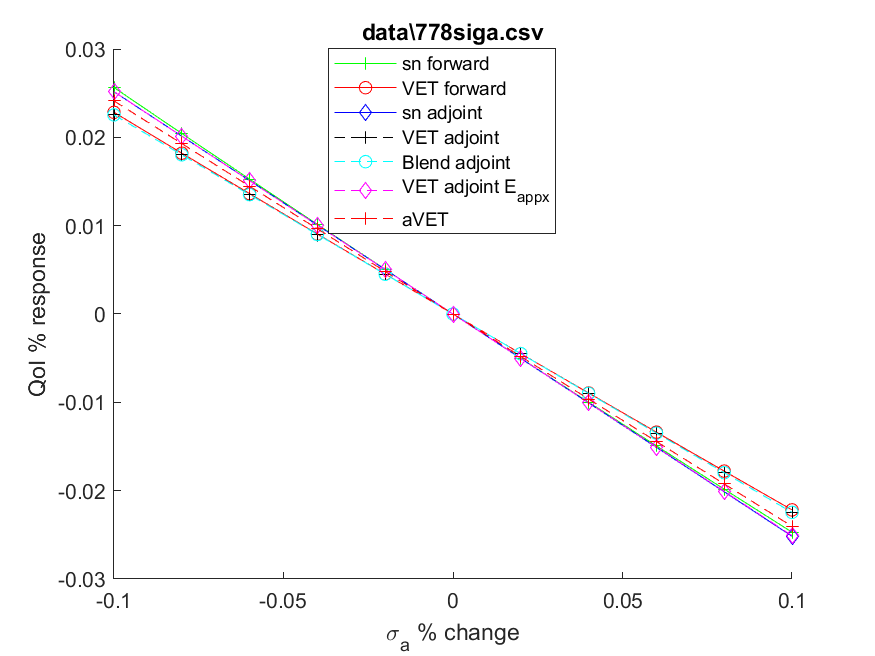 data\778siga.csv
sn forward
VET forward
sn adjoint
VET adjoint
Blend adjoint
VET adjoint E_appx
aVET
0.03
0.02
0.01
0
-0.01
-0.02
-0.03
QoI % response
-0.1
-0.05
0
0.05
0.1
σ_a % change